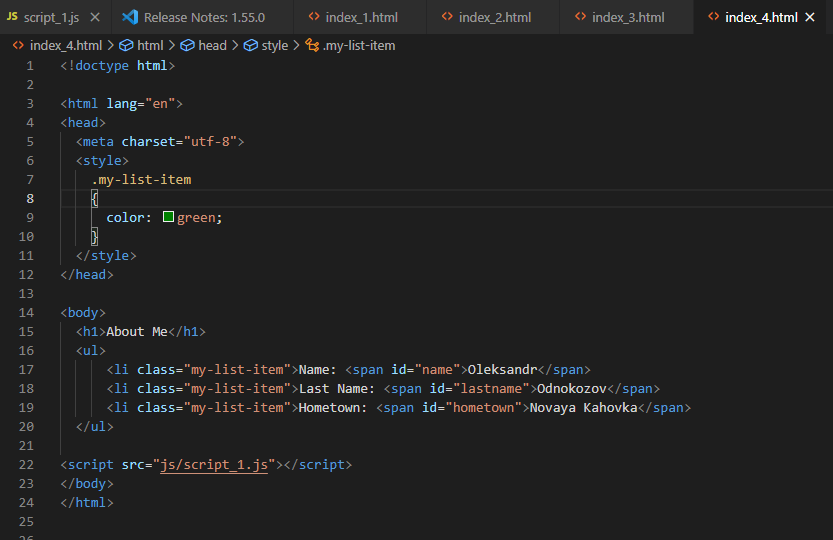 script_1.js Release Notes: 1.55.0 index_1.html index_2.html index_3.html index_4.html
index_4.html > html > head > style > .my-list-item
1 <!doctype html>
2
3 <html lang="en">
4 <head>
5 <meta charset="utf-8">
6 <style>
7 .my-list-item
8 {
9 color: green;
10 }
11 </style>
12 </head>
13
14 <body>
15 <h1>About Me</h1>
16 <ul>
17 <li class="my-list-item">Name: <span id="name">Oleksandr</span>
18 <li class="my-list-item">Last Name: <span id="lastname">Odnokozov</span>
19 <li class="my-list-item">Hometown: <span id="hometown">Novaya Kahovka</span>
20 </ul>
21
22 <script src="js/script_1.js"></script>
23 </body>
24 </html>
25